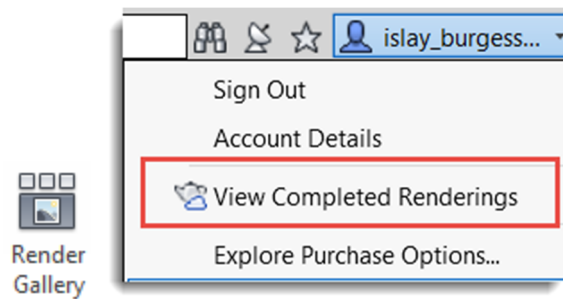 islay_burgess...
Sign Out
Account Details
View Completed Renderings
Explore Purchase Options...
Render
Gallery